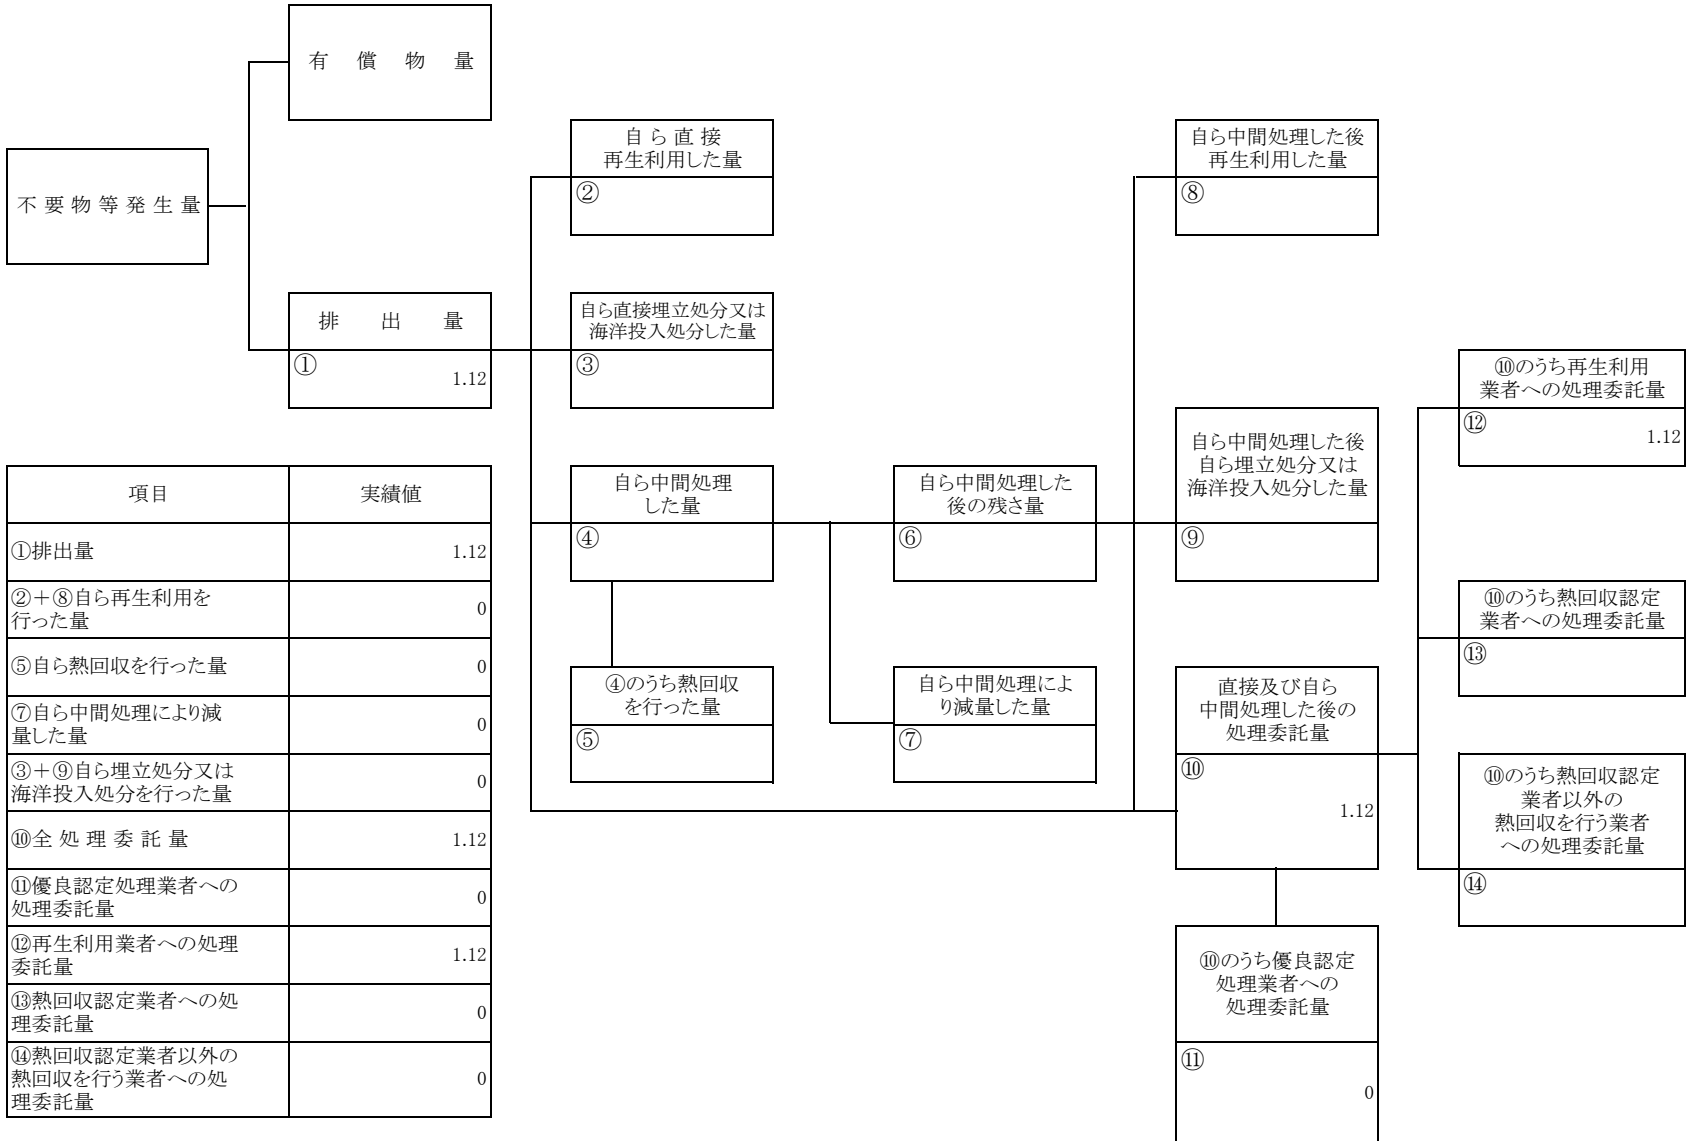 有 償 物 量
不 要 物 等 発 生 量
排 出 量
①
1.12
自 ら 直 接
再生利用した量
②
自ら直接埋立処分又は
海洋投入処分した量
③
自ら中間処理
した量
④
④のうち熱回収
を行った量
⑤
自ら中間処理した
後の残さ量
⑥
自ら中間処理によ
り減量した量
⑦
自ら中間処理した後
再生利用した量
⑧
自ら中間処理した後
自ら埋立処分又は
海洋投入処分した量
⑨
直接及び自ら
中間処理した後の
処理委託量
⑩
1.12
⑩のうち優良認定
処理業者への
処理委託量
⑪
0
⑩のうち再生利用
業者への処理委託量
⑫
1.12
⑩のうち熱回収認定
業者への処理委託量
⑬
⑩のうち熱回収認定
業者以外の
熱回収を行う業者
への処理委託量
⑭
項目 実績値
①排出量 1.12
②+⑧自ら再生利用を
行った量 0
⑤自ら熱回収を行った量 0
⑦自ら中間処理により減
量した量 0
③+⑨自ら埋立処分又は
海洋投入処分を行った量 0
⑩全 処 理 委 託 量 1.12
⑪優良認定処理業者への
処理委託量 0
⑫再生利用業者への処理
委託量 1.12
⑬熱回収認定業者への処
理委託量 0
⑭熱回収認定業者以外の
熱回収を行う業者への処
理委託量 0